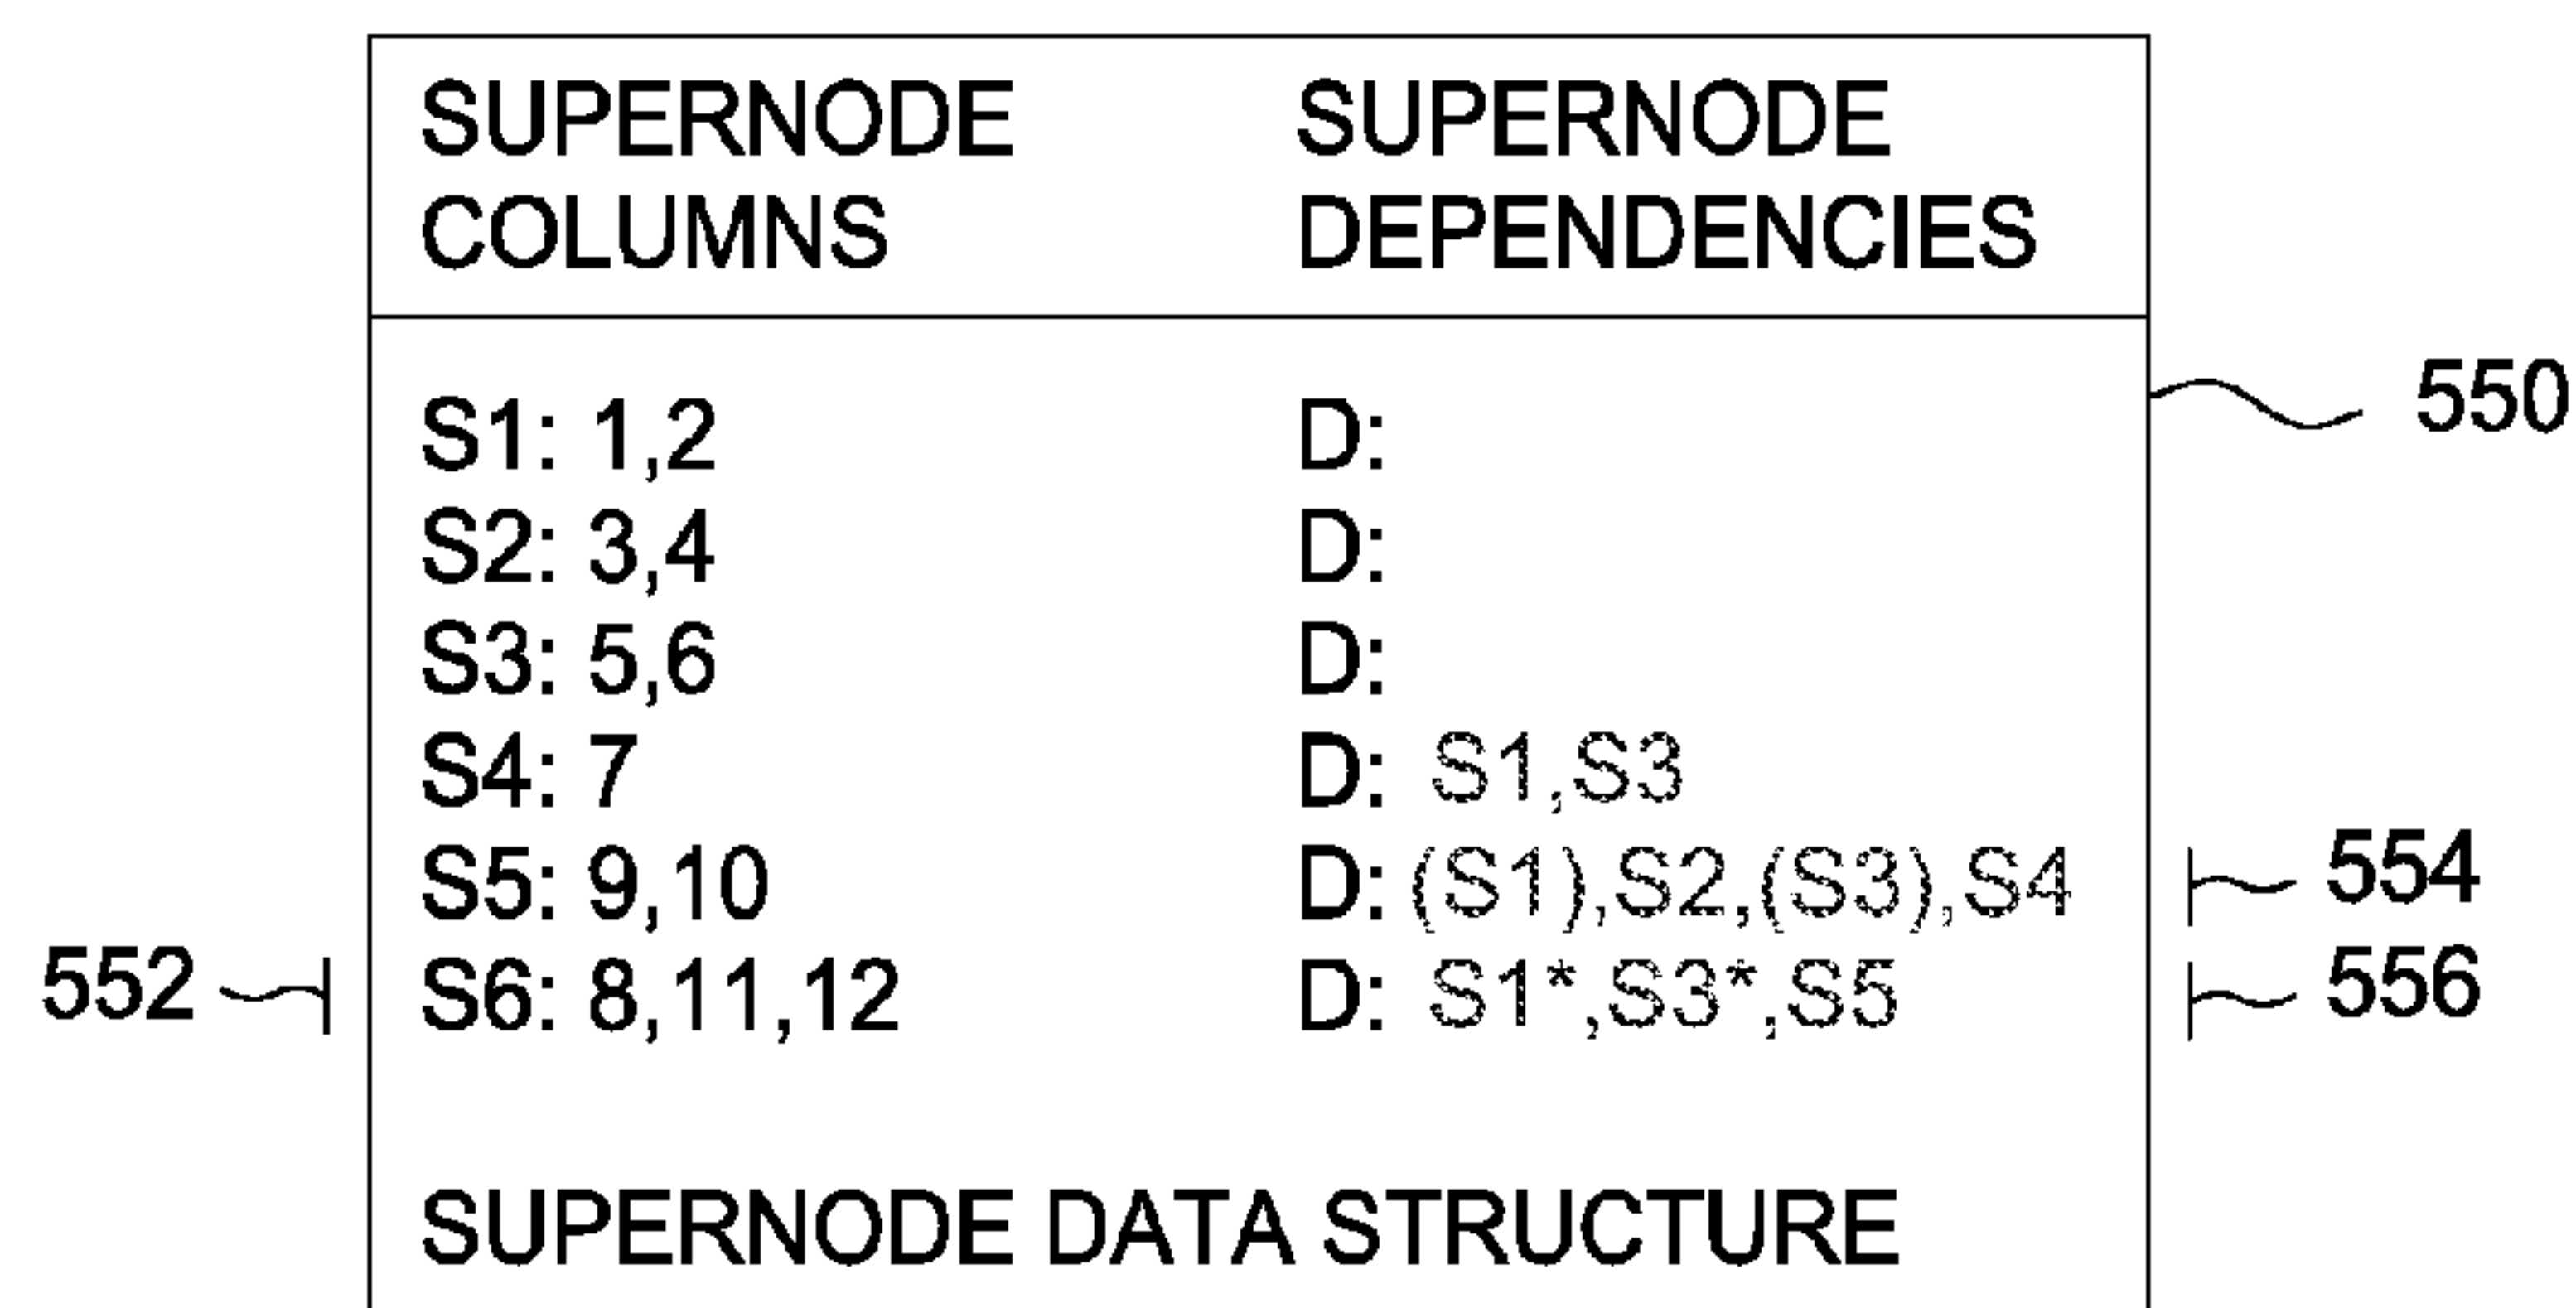 SUPERNODE SUPERNODE
COLUMNS DEPENDENCIES
S1: 1,2 D:
550
S2: 3,4 D:
S3: 5,6 D:
S4: 7 D: S1,S3
S5: 9,10 D: (S1),S2,(S3),S4 554
552 S6: 8,11,12 D: S1*,S3*,S5 556
SUPERNODE DATA STRUCTURE